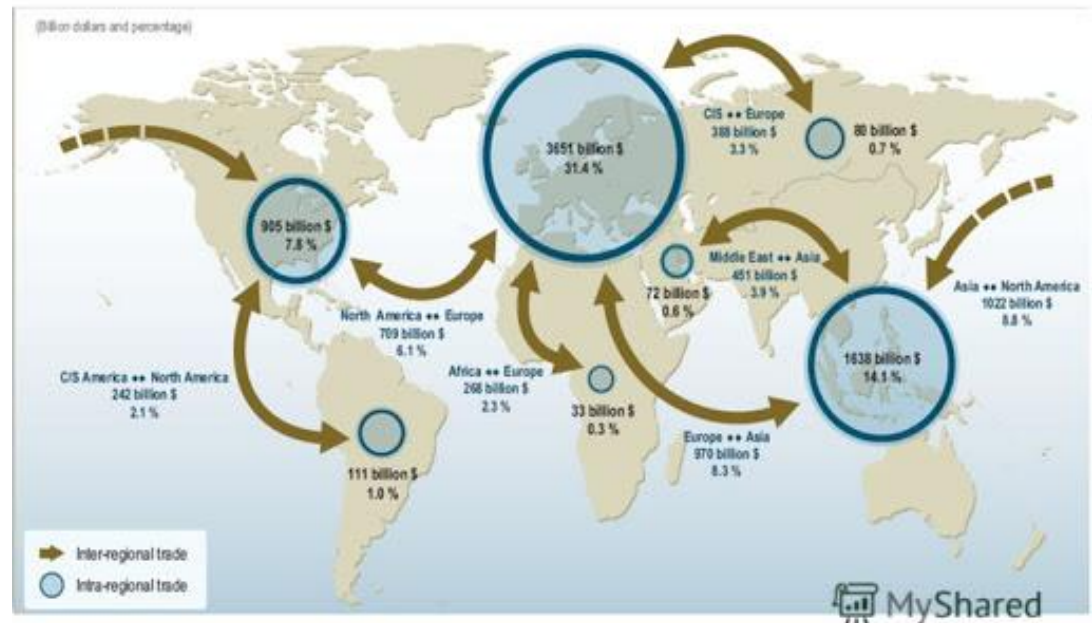 (Billion dollars and percentage)
3651 billion $
31.4 %
CIS ↔ Europe
388 billion $
3.3 %
80 billion $
0.7 %
905 billion $
7.8 %
Middle East ↔ Asia
451 billion $
3.9 %
72 billion $
0.6 %
Asia ↔ North America
1022 billion $
8.8 %
North America ↔ Europe
709 billion $
6.1 %
1638 billion $
14.1 %
Africa ↔ Europe
268 billion $
2.3 %
C/S America ↔ North America
242 billion $
2.1 %
33 billion $
0.3 %
Europe ↔ Asia
970 billion $
8.3 %
111 billion $
1.0 %
Inter-regional trade
Intra-regional trade
MyShared